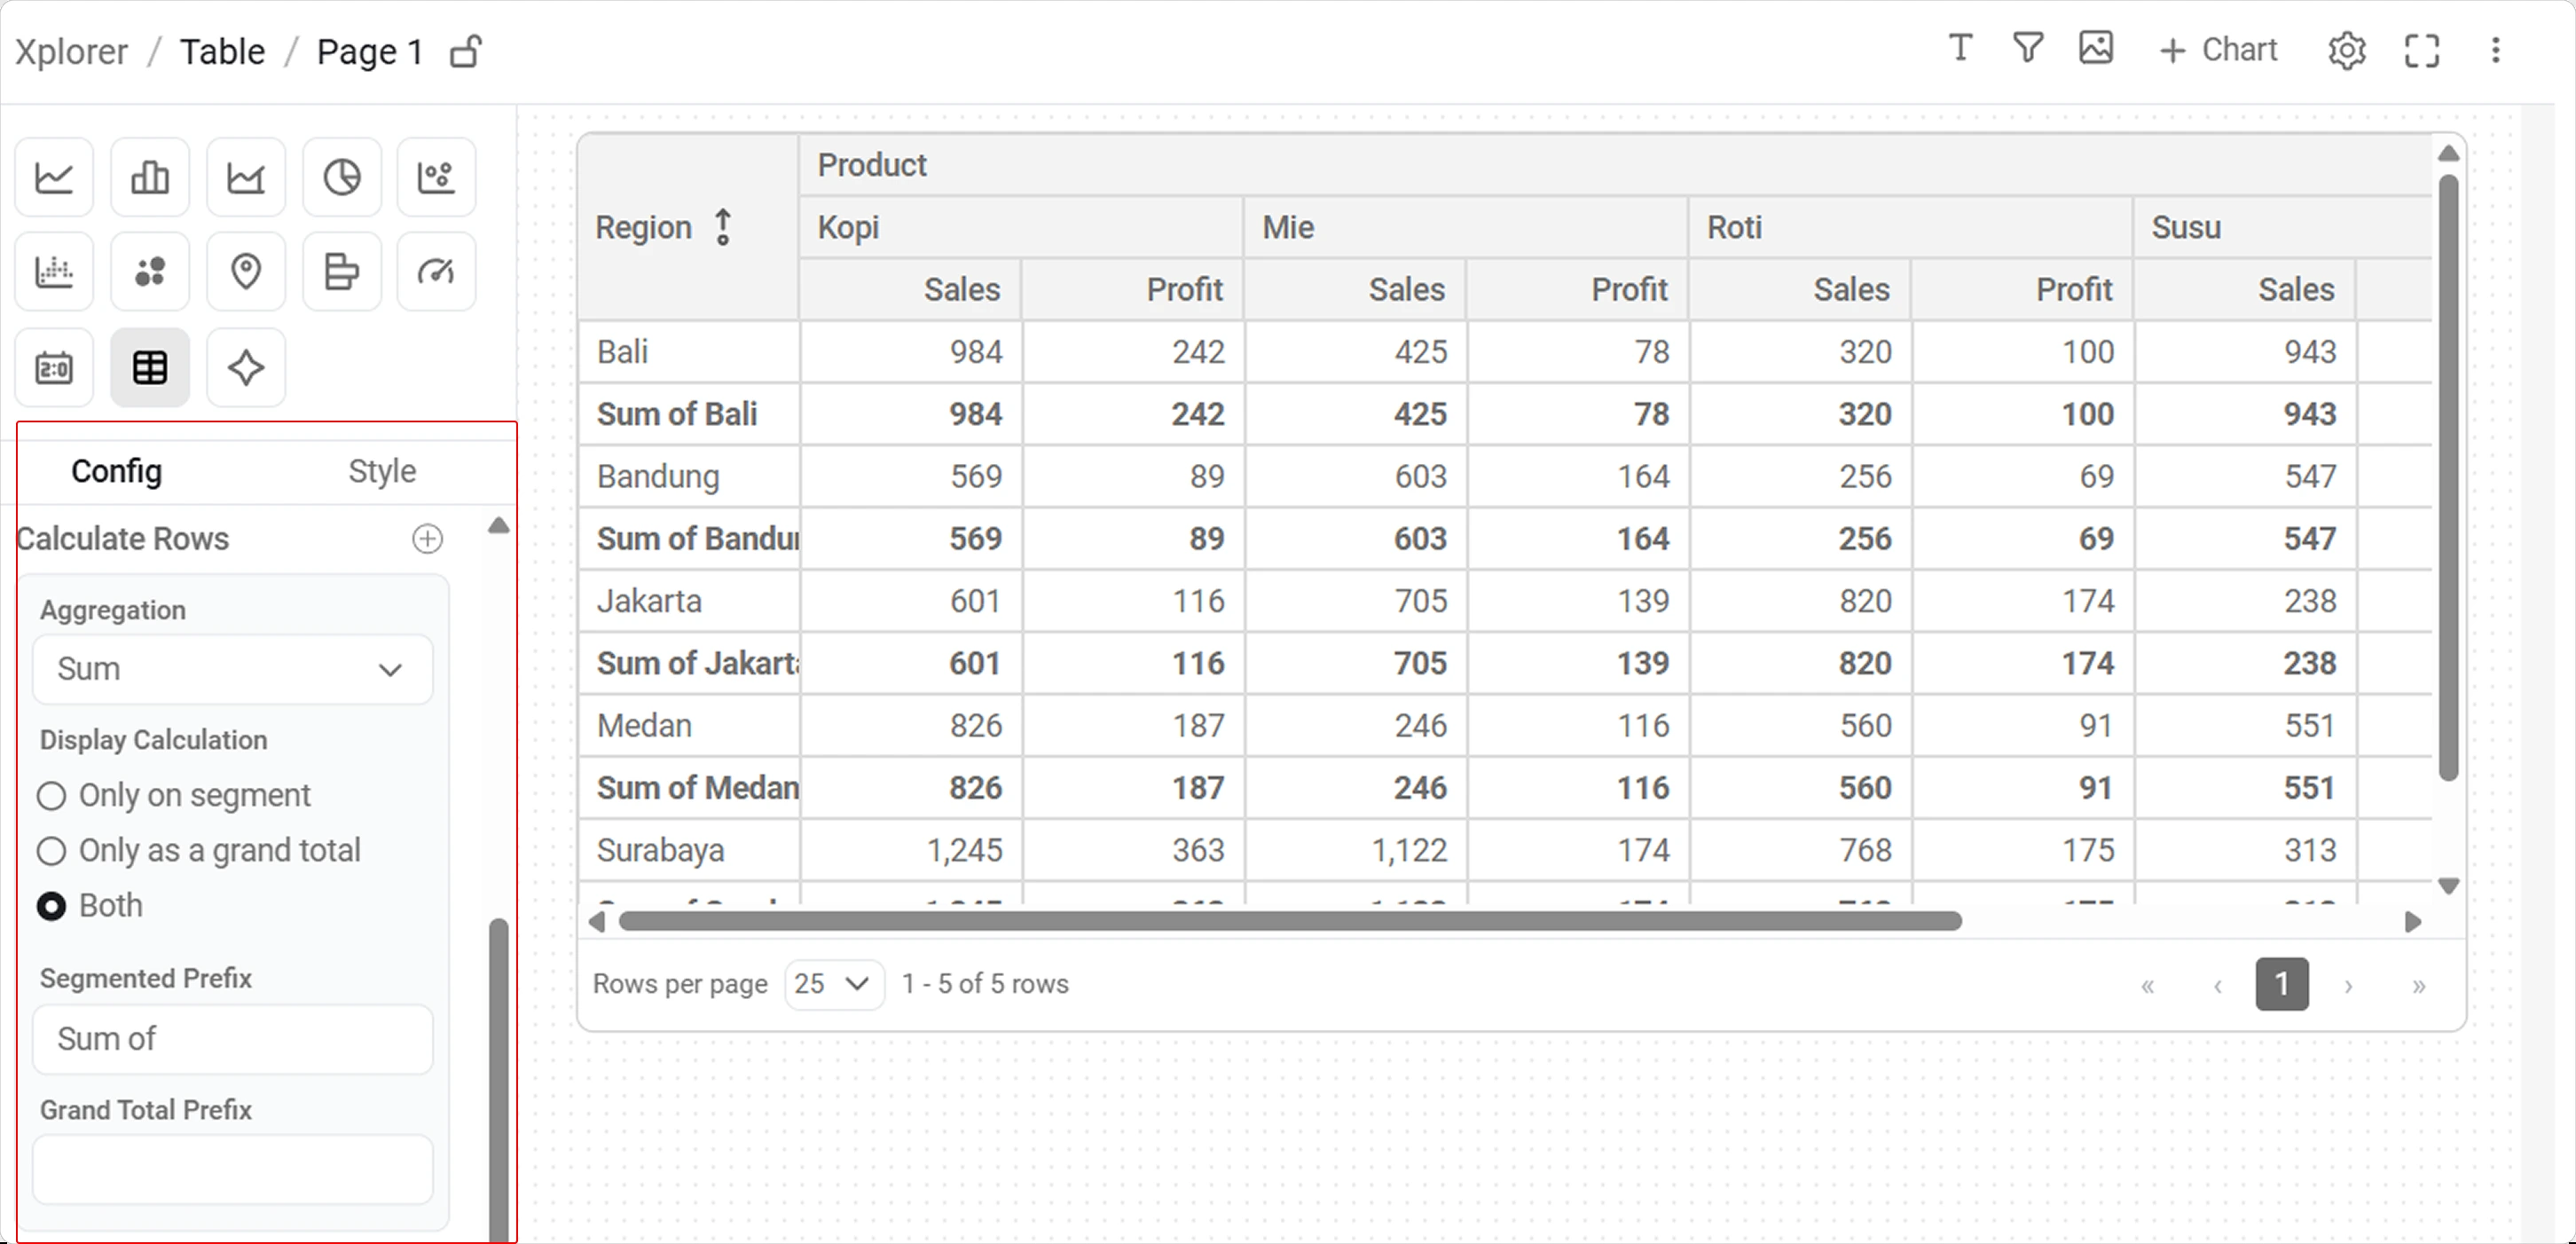 Xplorer / Table / Page 1
T + Chart
2:0
Config Style
Calculate Rows
Aggregation
Sum
Display Calculation
Only on segment
Only as a grand total
Both
Segmented Prefix
Sum of
Grand Total Prefix
Region Product
Kopi Mie Roti Susu
Sales Profit Sales Profit Sales Profit Sales
Bali 984 242 425 78 320 100 943
Sum of Bali 984 242 425 78 320 100 943
Bandung 569 89 603 164 256 69 547
Sum of Bandu 569 89 603 164 256 69 547
Jakarta 601 116 705 139 820 174 238
Sum of Jakart 601 116 705 139 820 174 238
Medan 826 187 246 116 560 91 551
Sum of Medan 826 187 246 116 560 91 551
Surabaya 1,245 363 1,122 174 768 175 313
Rows per page 25 1 - 5 of 5 rows « ‹ 1 › »